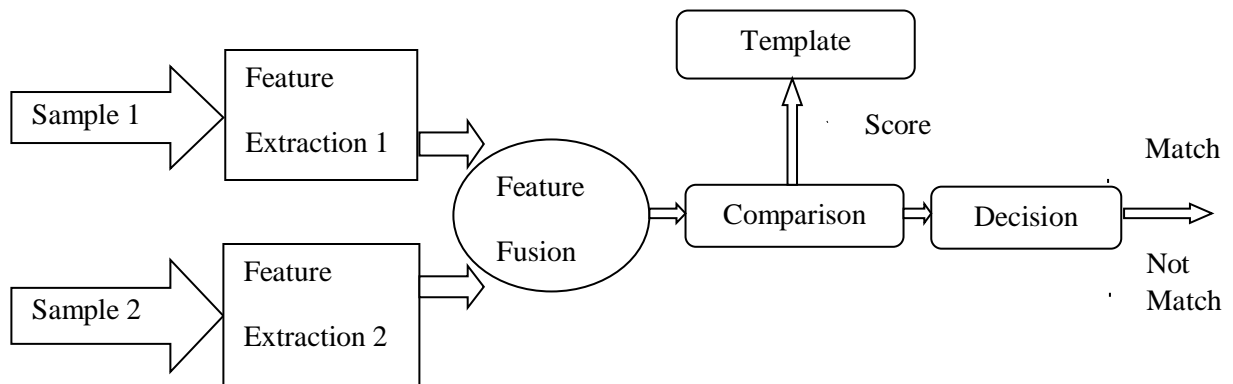 Template
Feature
Sample 1
Extraction 1
Score
Match
Feature
Comparison
Decision
Fusion
Not
Match
Feature
Sample 2
Extraction 2